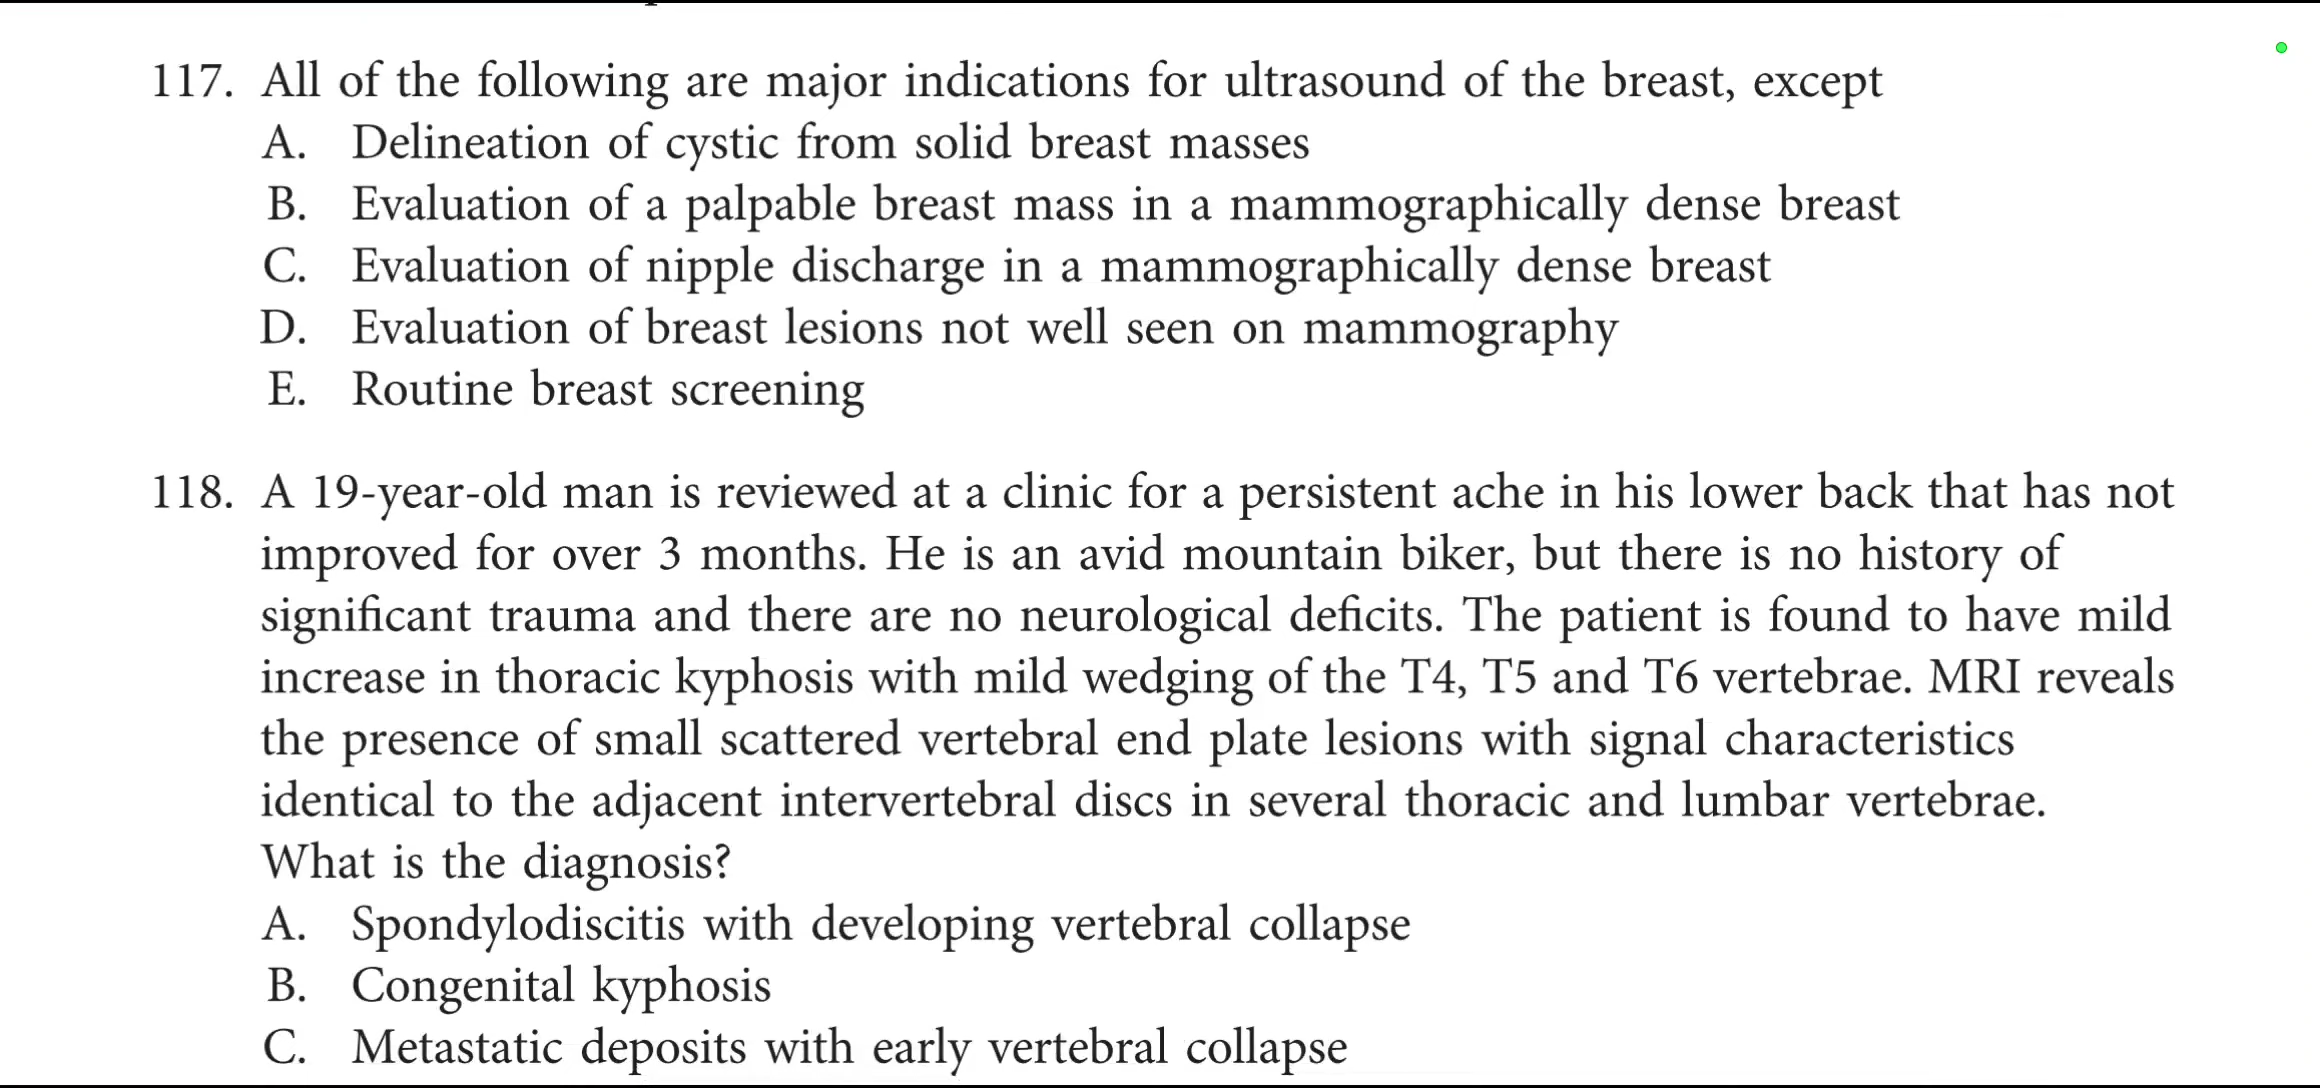 117. All of the following are major indications for ultrasound of the breast, except
A. Delineation of cystic from solid breast masses
B. Evaluation of a palpable breast mass in a mammographically dense breast
C. Evaluation of nipple discharge in a mammographically dense breast
D. Evaluation of breast lesions not well seen on mammography
E. Routine breast screening
118. A 19-year-old man is reviewed at a clinic for a persistent ache in his lower back that has not
improved for over 3 months. He is an avid mountain biker, but there is no history of
significant trauma and there are no neurological deficits. The patient is found to have mild
increase in thoracic kyphosis with mild wedging of the T4, T5 and T6 vertebrae. MRI reveals
the presence of small scattered vertebral end plate lesions with signal characteristics
identical to the adjacent intervertebral discs in several thoracic and lumbar vertebrae.
What is the diagnosis?
A. Spondylodiscitis with developing vertebral collapse
B. Congenital kyphosis
C. Metastatic deposits with early vertebral collapse